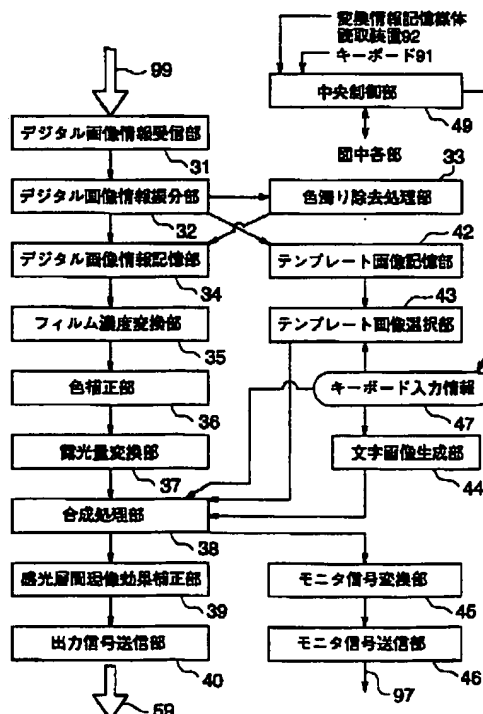 変換情報記憶媒体
読取装置92
キーボード91
99
中央制御部
49
図中各部
デジタル画像情報受信部
31
33
デジタル画像情報振分部
32
色濁り除去処理部
42
デジタル画像情報記憶部
34
テンプレート画像記憶部
43
フィルム濃度変換部
35
テンプレート画像選択部
色補正部
36
キーボード入力情報
47
露光量変換部
37
文字画像生成部
44
合成処理部
38
感光層間現像効果補正部
39
モニタ信号変換部
45
出力信号送信部
40
モニタ信号送信部
46
59
97